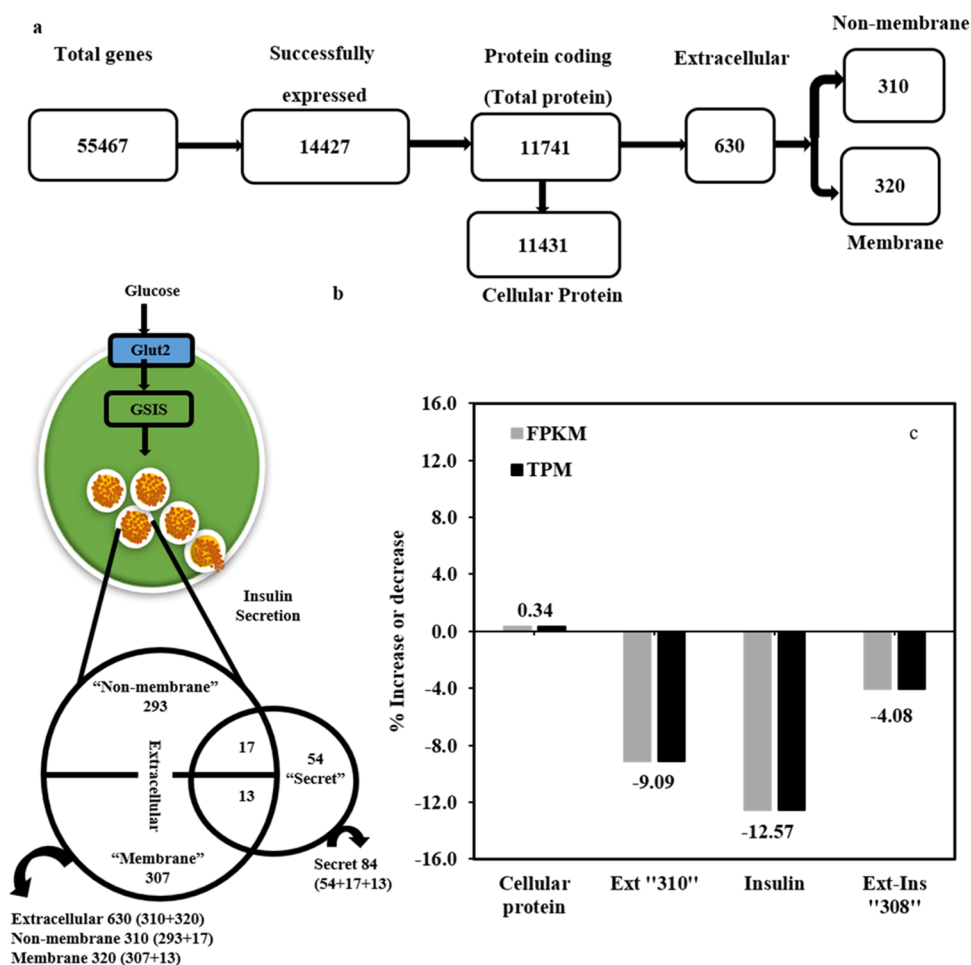 a
Total genes
Successfully
expressed
Protein coding
(Total protein)
Extracellular
Non-membrane
55467
14427
11741
630
310
320
Membrane
11431
Cellular Protein
b
Glucose
Glut2
GSIS
Insulin
Secretion
“Non-membrane”
293
Extracellular
17
13
54
“Secret”
“Membrane”
307
Secret 84
(54+17+13)
Extracellular 630 (310+320)
Non-membrane 310 (293+17)
Membrane 320 (307+13)
c
% Increase or decrease
16.0
12.0
8.0
4.0
0.0
-4.0
-8.0
-12.0
-16.0
FPKM
TPM
0.34
-9.09
-12.57
-4.08
Cellular
protein
Ext "310"
Insulin
Ext-Ins
"308"